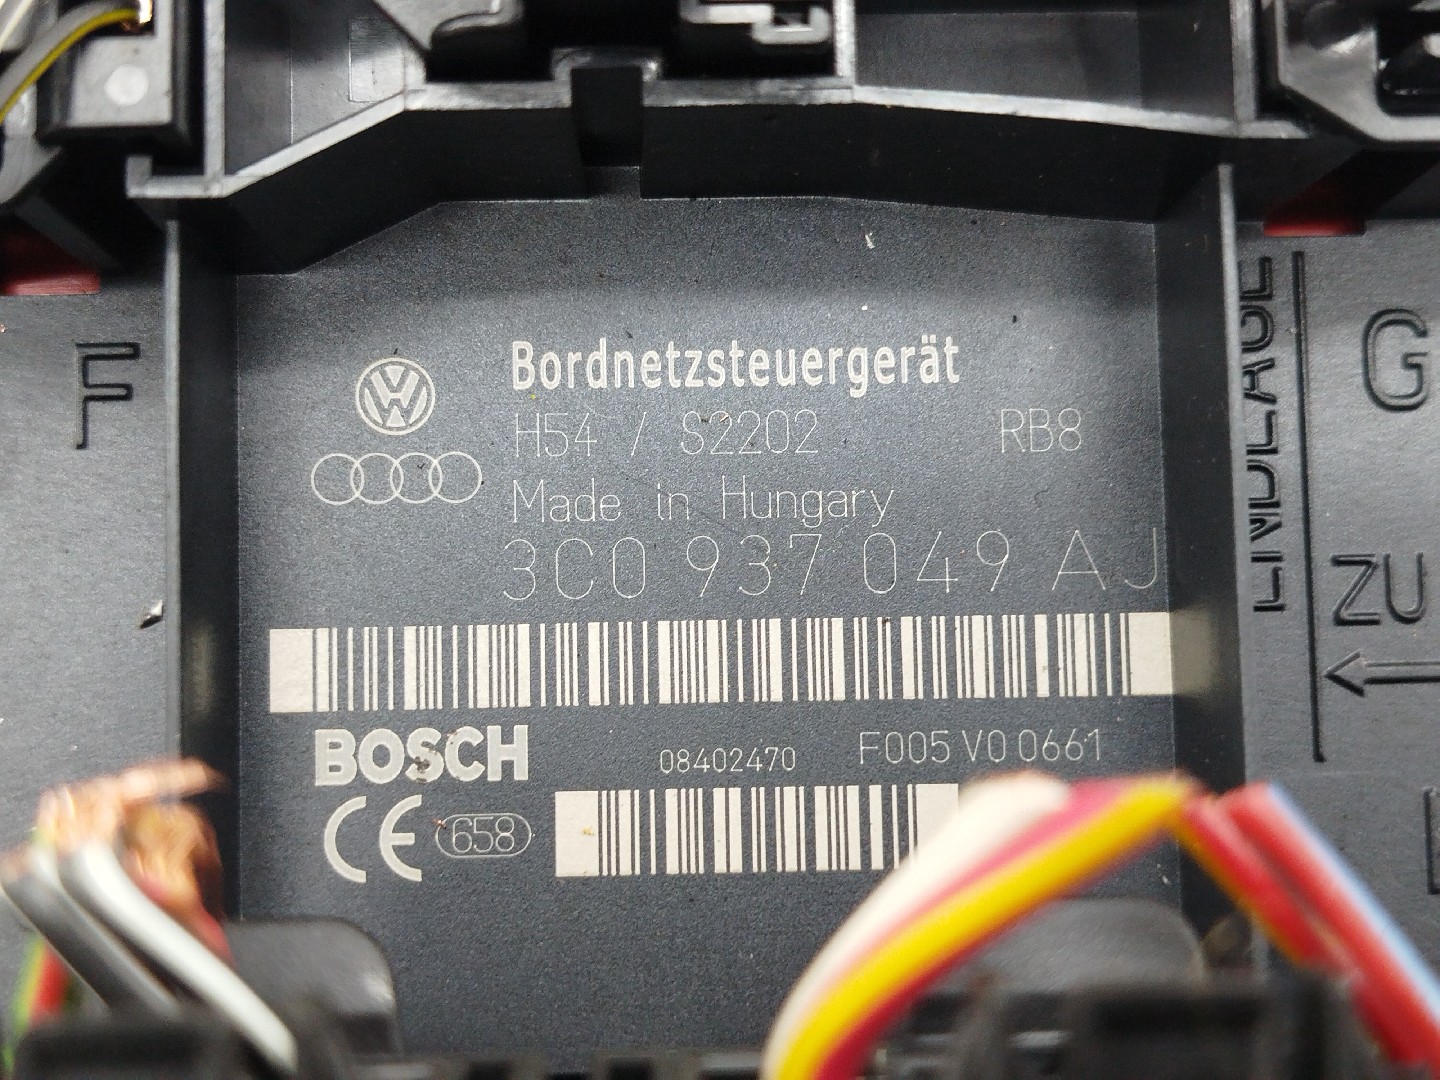 F
Bordnetzsteuergerät
H54 / S2202 RB8
Made in Hungary
3C0 937 049 AJ
BOSCH
08402470 F005 V0 0661
CE 658
ENDLAGE
G
ZU